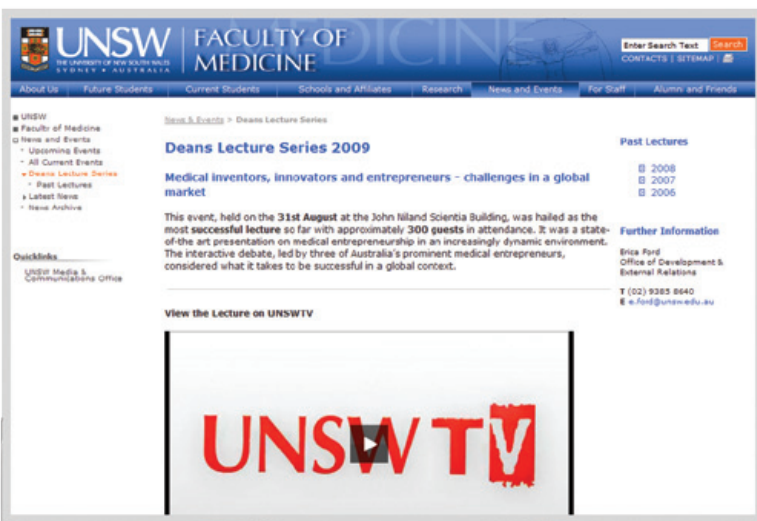 UNSW
THE UNIVERSITY OF NEW SOUTH WALES
SYDNEY • AUSTRALIA
FACULTY OF
MEDICINE
MEDICINE
Enter Search Text Search
CONTACTS | SITEMAP |
About Us Future Students Current Students Schools and Affiliates Research News and Events For Staff Alumni and Friends
UNSW
Faculty of Medicine
News and Events
Upcoming Events
All Current Events
Deans Lecture Series
Past Lectures
Latest News
News Archive
Quicklinks
UNSW Media &
Communications Office
News & Events > Deans Lecture Series
Deans Lecture Series 2009
Medical inventors, innovators and entrepreneurs – challenges in a global
market
This event, held on the 31st August at the John Niland Scientia Building, was hailed as the
most successful lecture so far with approximately 300 guests in attendance. It was a state-
of-the art presentation on medical entrepreneurship in an increasingly dynamic environment.
The interactive debate, led by three of Australia's prominent medical entrepreneurs,
considered what it takes to be successful in a global context.
View the Lecture on UNSWTV
UNSW TV
Past Lectures
2008
2007
2006
Further Information
Erica Ford
Office of Development &
External Relations
T (02) 9385 8640
E e.ford@unsw.edu.au